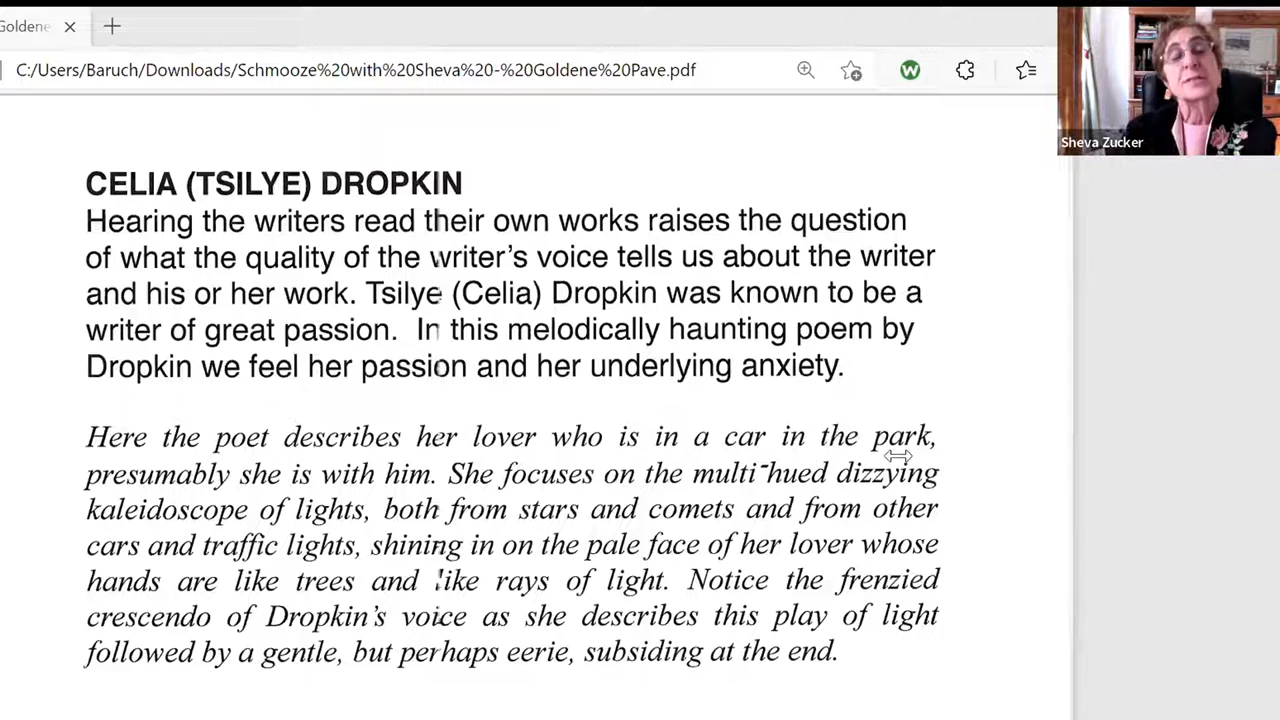 Goldene
C:/Users/Baruch/Downloads/Schmooze%20with%20Sheva%20-%20Goldene%20Pave.pdf
W
Sheva Zucker
CELIA (TSILYE) DROPKIN
Hearing the writers read their own works raises the question
of what the quality of the writer’s voice tells us about the writer
and his or her work. Tsilye (Celia) Dropkin was known to be a
writer of great passion. In this melodically haunting poem by
Dropkin we feel her passion and her underlying anxiety.
Here the poet describes her lover who is in a car in the park,
presumably she is with him. She focuses on the multi-hued dizzying
kaleidoscope of lights, both from stars and comets and from other
cars and traffic lights, shining in on the pale face of her lover whose
hands are like trees and like rays of light. Notice the frenzied
crescendo of Dropkin’s voice as she describes this play of light
followed by a gentle, but perhaps eerie, subsiding at the end.